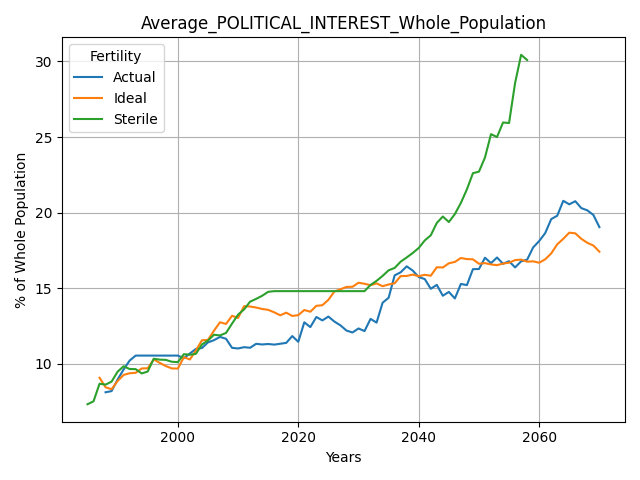 Average_POLITICAL_INTEREST_Whole_Population
Fertility
Actual
Ideal
Sterile
% of Whole Population
30
25
20
15
10
2000
2020
2040
2060
Years